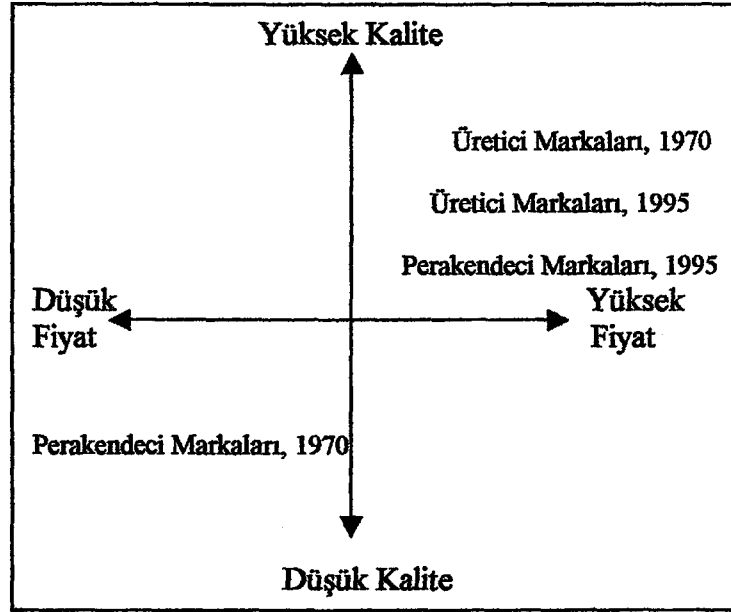 Yüksek Kalite
Üretici Markaları, 1970
Üretici Markaları, 1995
Perakendeci Markaları, 1995
Düşük
Fiyat
Yüksek
Fiyat
Perakendeci Markaları, 1970
Düşük Kalite